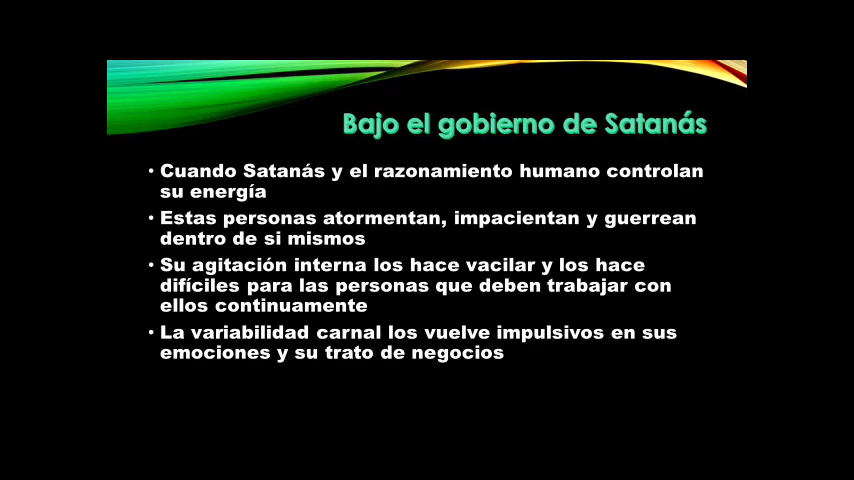 Bajo el gobierno de Satanás
• Cuando Satanás y el razonamiento humano controlan
su energía
• Estas personas atormentan, impacientan y guerrean
dentro de si mismos
• Su agitación interna los hace vacilar y los hace
difíciles para las personas que deben trabajar con
ellos continuamente
• La variabilidad carnal los vuelve impulsivos en sus
emociones y su trato de negocios